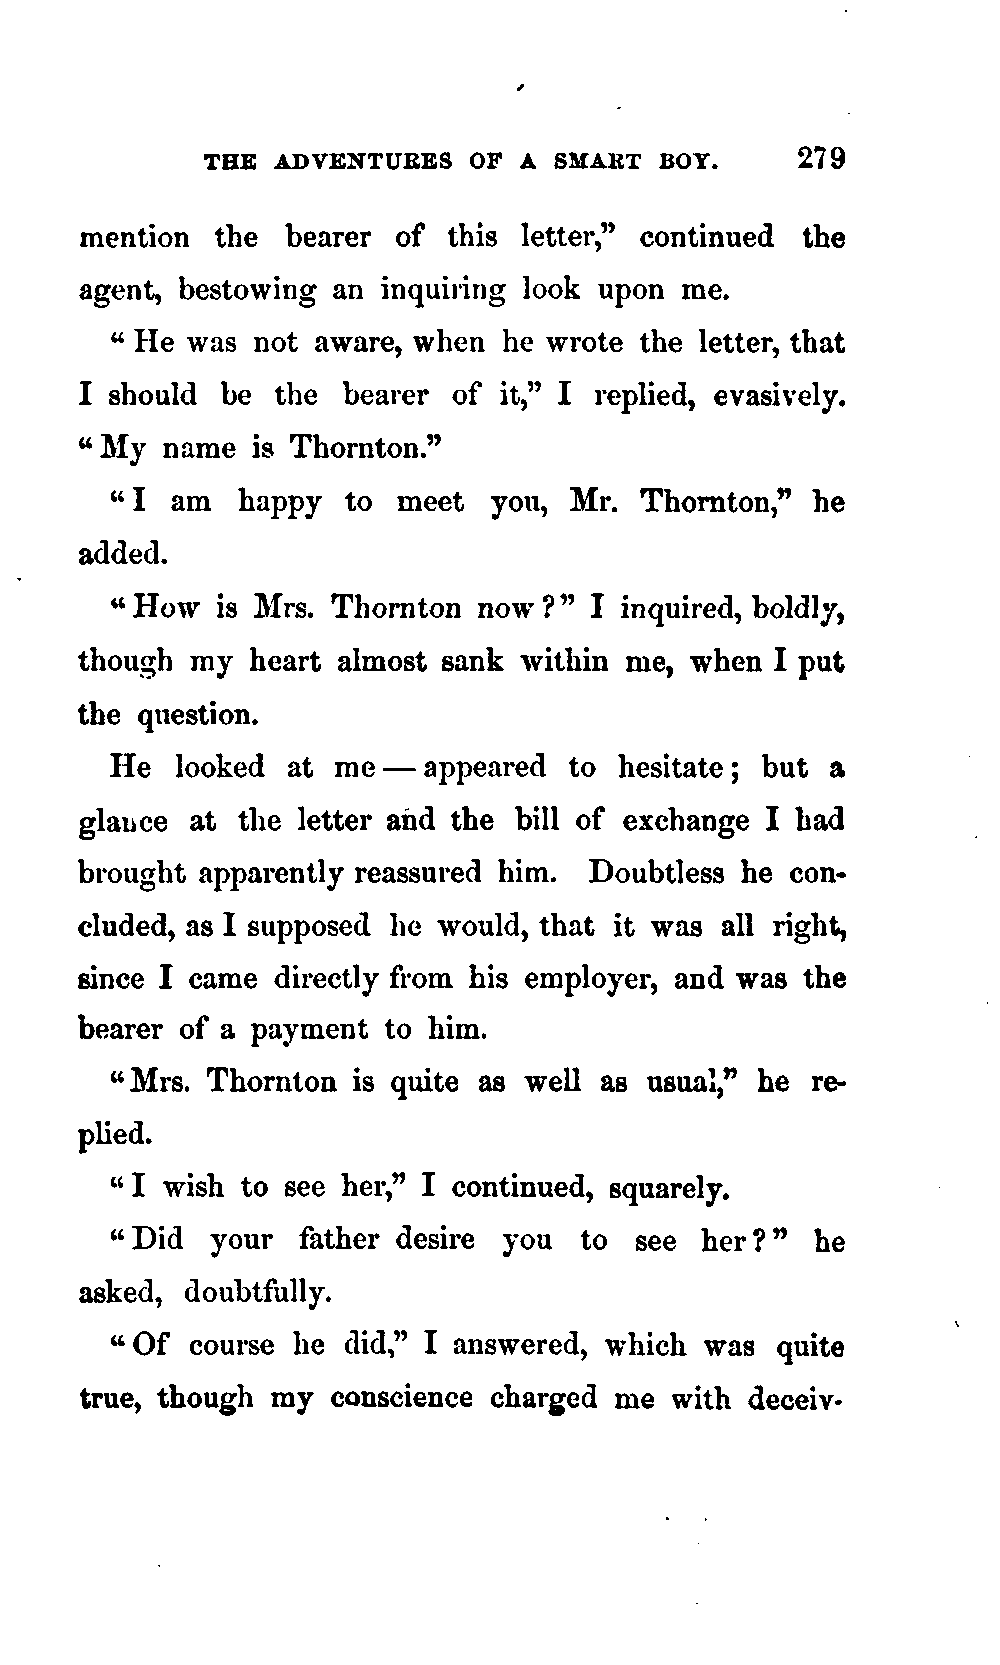 THE ADVENTURES OF A SMART BOY. 279
mention the bearer of this letter,” continued the
agent, bestowing an inquiring look upon me.
“ He was not aware, when he wrote the letter, that
I should be the bearer of it,” I replied, evasively.
“ My name is Thornton.”
“ I am happy to meet you, Mr. Thornton,” he
added.
“ How is Mrs. Thornton now ? ” I inquired, boldly,
though my heart almost sank within me, when I put
the question.
He looked at me — appeared to hesitate ; but a
glance at the letter and the bill of exchange I had
brought apparently reassured him. Doubtless he con-
cluded, as I supposed he would, that it was all right,
since I came directly from his employer, and was the
bearer of a payment to him.
“ Mrs. Thornton is quite as well as usual,” he re-
plied.
“ I wish to see her,” I continued, squarely.
“ Did your father desire you to see her ? ” he
asked, doubtfully.
“ Of course he did,” I answered, which was quite
true, though my conscience charged me with deceiv-